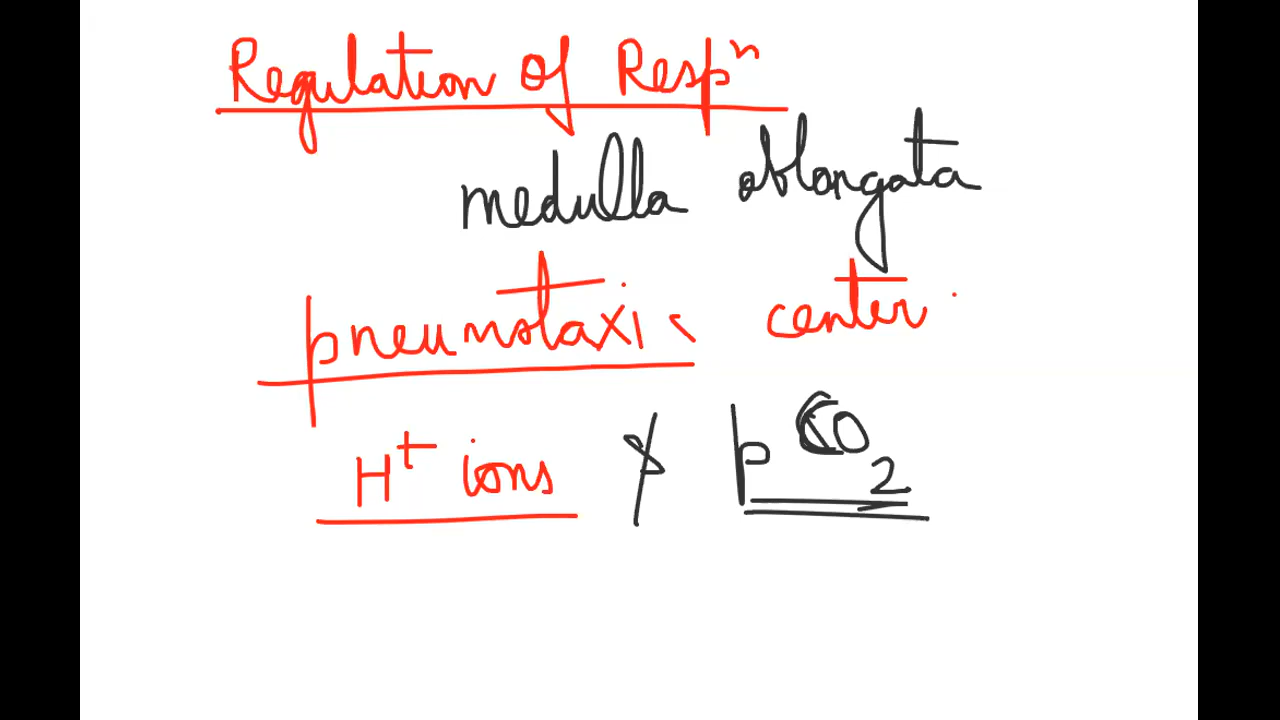 Regulation of Respⁿ
medulla oblongata
pneumotaxic center
H⁺ ions & pCO₂